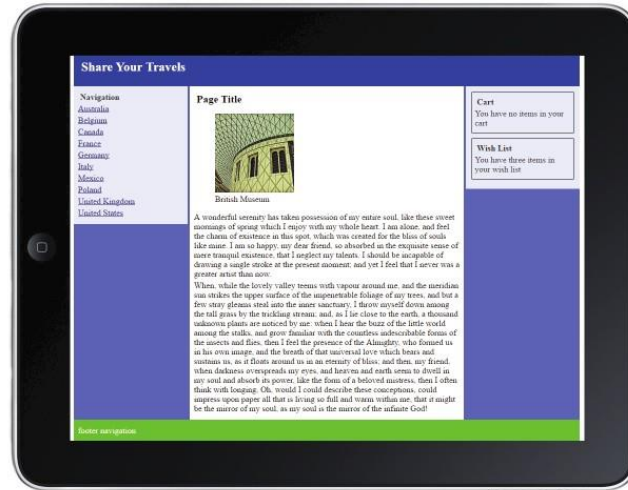 Share Your Travels
Navigation
Australia
Belgium
Canada
France
Germany
Italy
Mexico
Poland
United Kingdom
United States
Page Title
British Museum
A wonderful serenity has taken possession of my entire soul, like these sweet
mornings of spring which I enjoy with my whole heart. I am alone, and feel
the charm of existence in this spot, which was created for the bliss of souls
like mine. I am so happy, my dear friend, so absorbed in the exquisite sense of
mere tranquil existence, that I neglect my talents. I should be incapable of
drawing a single stroke at the present moment; and yet I feel that I never was a
greater artist than now.
When, while the lovely valley teems with vapour around me, and the meridian
sun strikes the upper surface of the impenetrable foliage of my trees, and but a
few stray gleams steal into the inner sanctuary, I throw myself down among
the tall grass by the trickling stream; and, as I lie close to the earth, a thousand
unknown plants are noticed by me: when I hear the buzz of the little world
among the stalks, and grow familiar with the countless indescribable forms of
the insects and flies, then I feel the presence of the Almighty, who formed us
in his own image, and the breath of that universal love which bears and
sustains us, as it floats around us in an eternity of bliss; and then, my friend,
when darkness overspreads my eyes, and heaven and earth seem to dwell in
my soul and absorb its power, like the form of a beloved mistress, then I often
think with longing, Oh, would I could describe these conceptions, could
impress upon paper all that is living so full and warm within me, that it might
be the mirror of my soul, as my soul is the mirror of the infinite God!
Cart
You have no items in your
cart
Wish List
You have three items in
your wish list
footer navigation